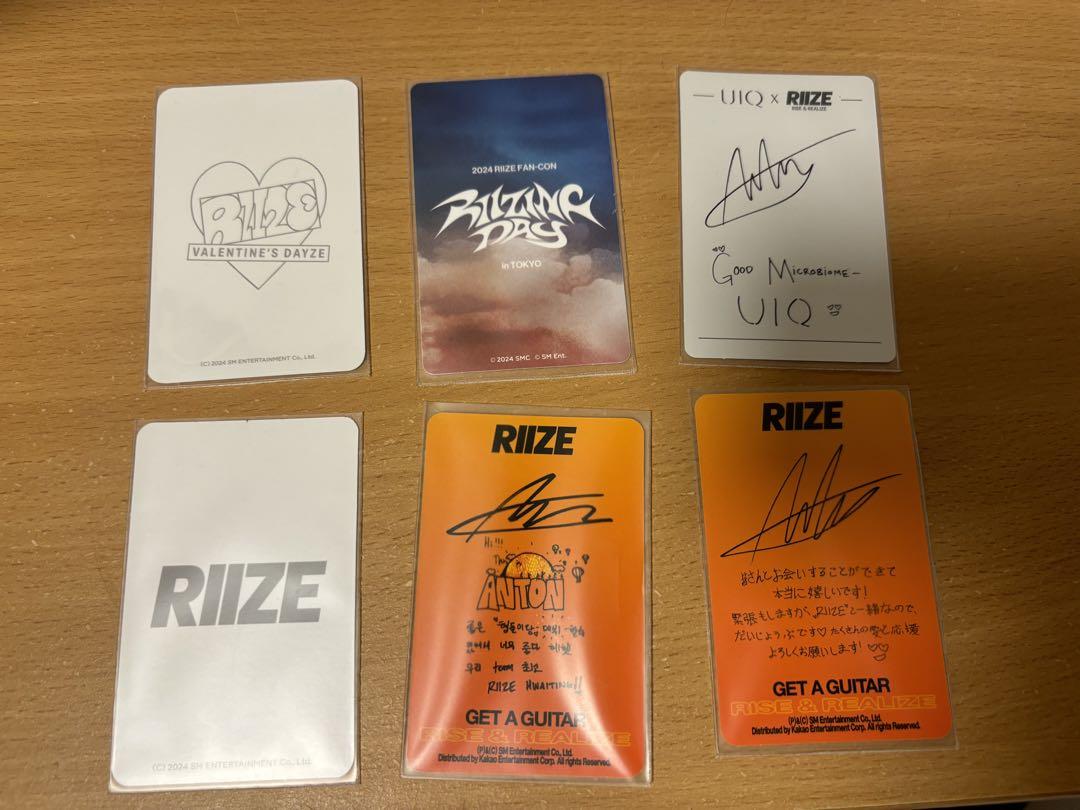 RIIZE
VALENTINE'S DAYZE
(C) 2024 SM ENTERTAINMENT Co., Ltd.
2024 RIIZE FAN-CON
RIIZING
DAY
in TOKYO
© 2024 SMC © SM Ent.
UIQ x RIIZE
RISE & REALIZE
GOOD MICROBIOME-
UIQ
RIIZE
(C) 2024 SM ENTERTAINMENT Co., Ltd.
RIIZE
Hi!!!
ANTON
우리 team 최고
RIIZE HWAITING!!
GET A GUITAR
RISE & REALIZE
(P)&(C) SM Entertainment Co., Ltd.
Distributed by Kakao Entertainment Corp. All rights Reserved.
RIIZE
皆さんとお会いすることができて
本当に嬉しいです!
緊張もしますが、"RIIZE"と一緒なので、
だいじょうぶです♡たくさんの愛と応援
よろしくお願いします!♡♡
GET A GUITAR
RISE & REALIZE
(P)&(C) SM Entertainment Co., Ltd.
Distributed by Kakao Entertainment Corp. All rights Reserved.